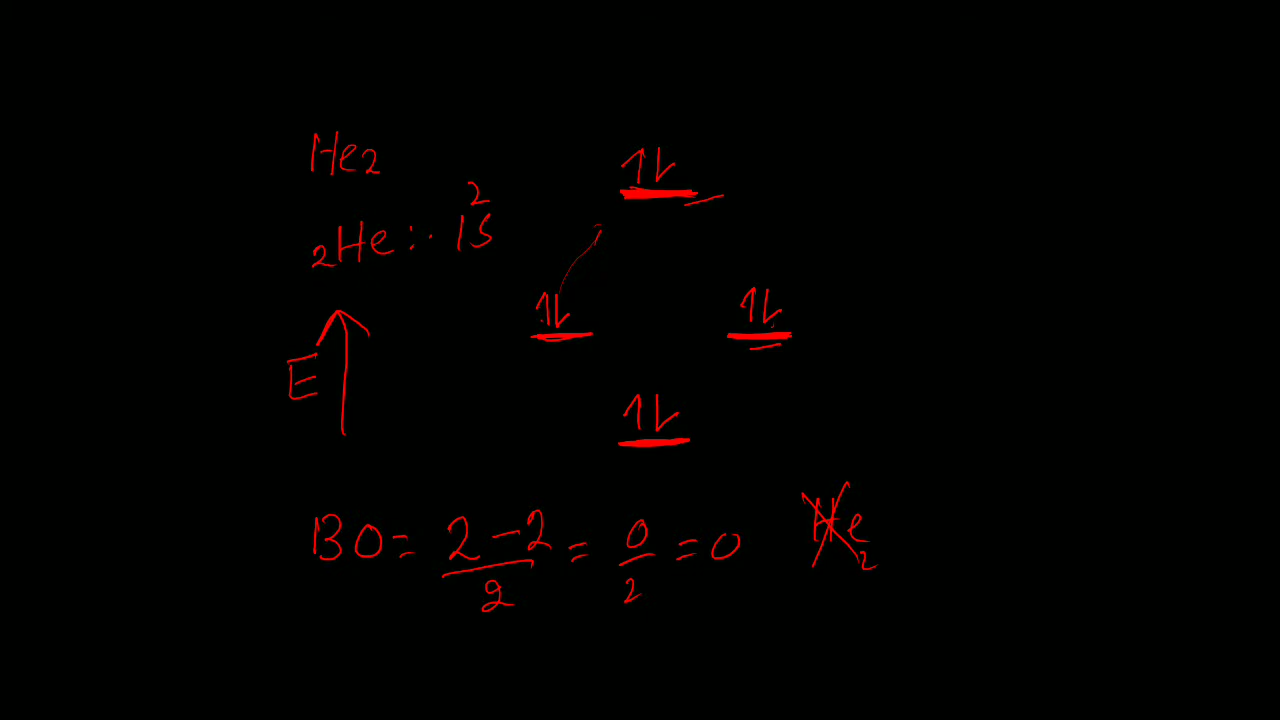 He₂
₂He: 1s²
E
BO = (2-2)/2 = 0/2 = 0 He₂